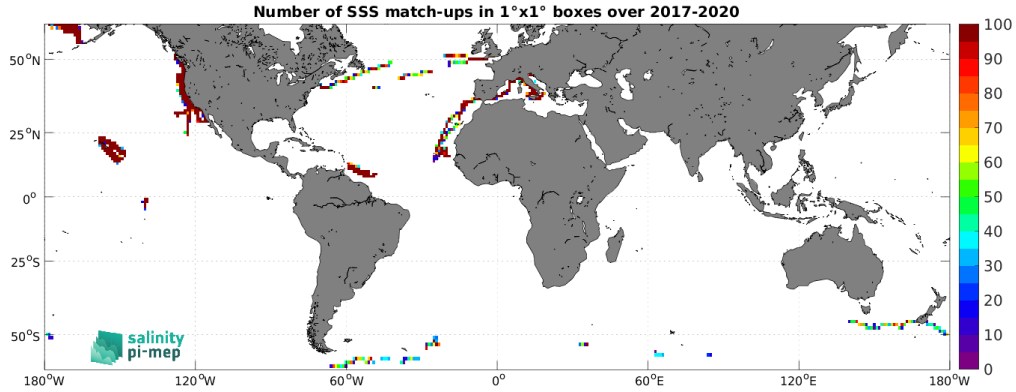 Number of SSS match-ups in 1°x1° boxes over 2017-2020
50°N
25°N
0°
25°S
50°S
180°W
120°W
60°W
0°
60°E
120°E
180°W
100
90
80
70
60
50
40
30
20
10
0
salinity
pi-mep